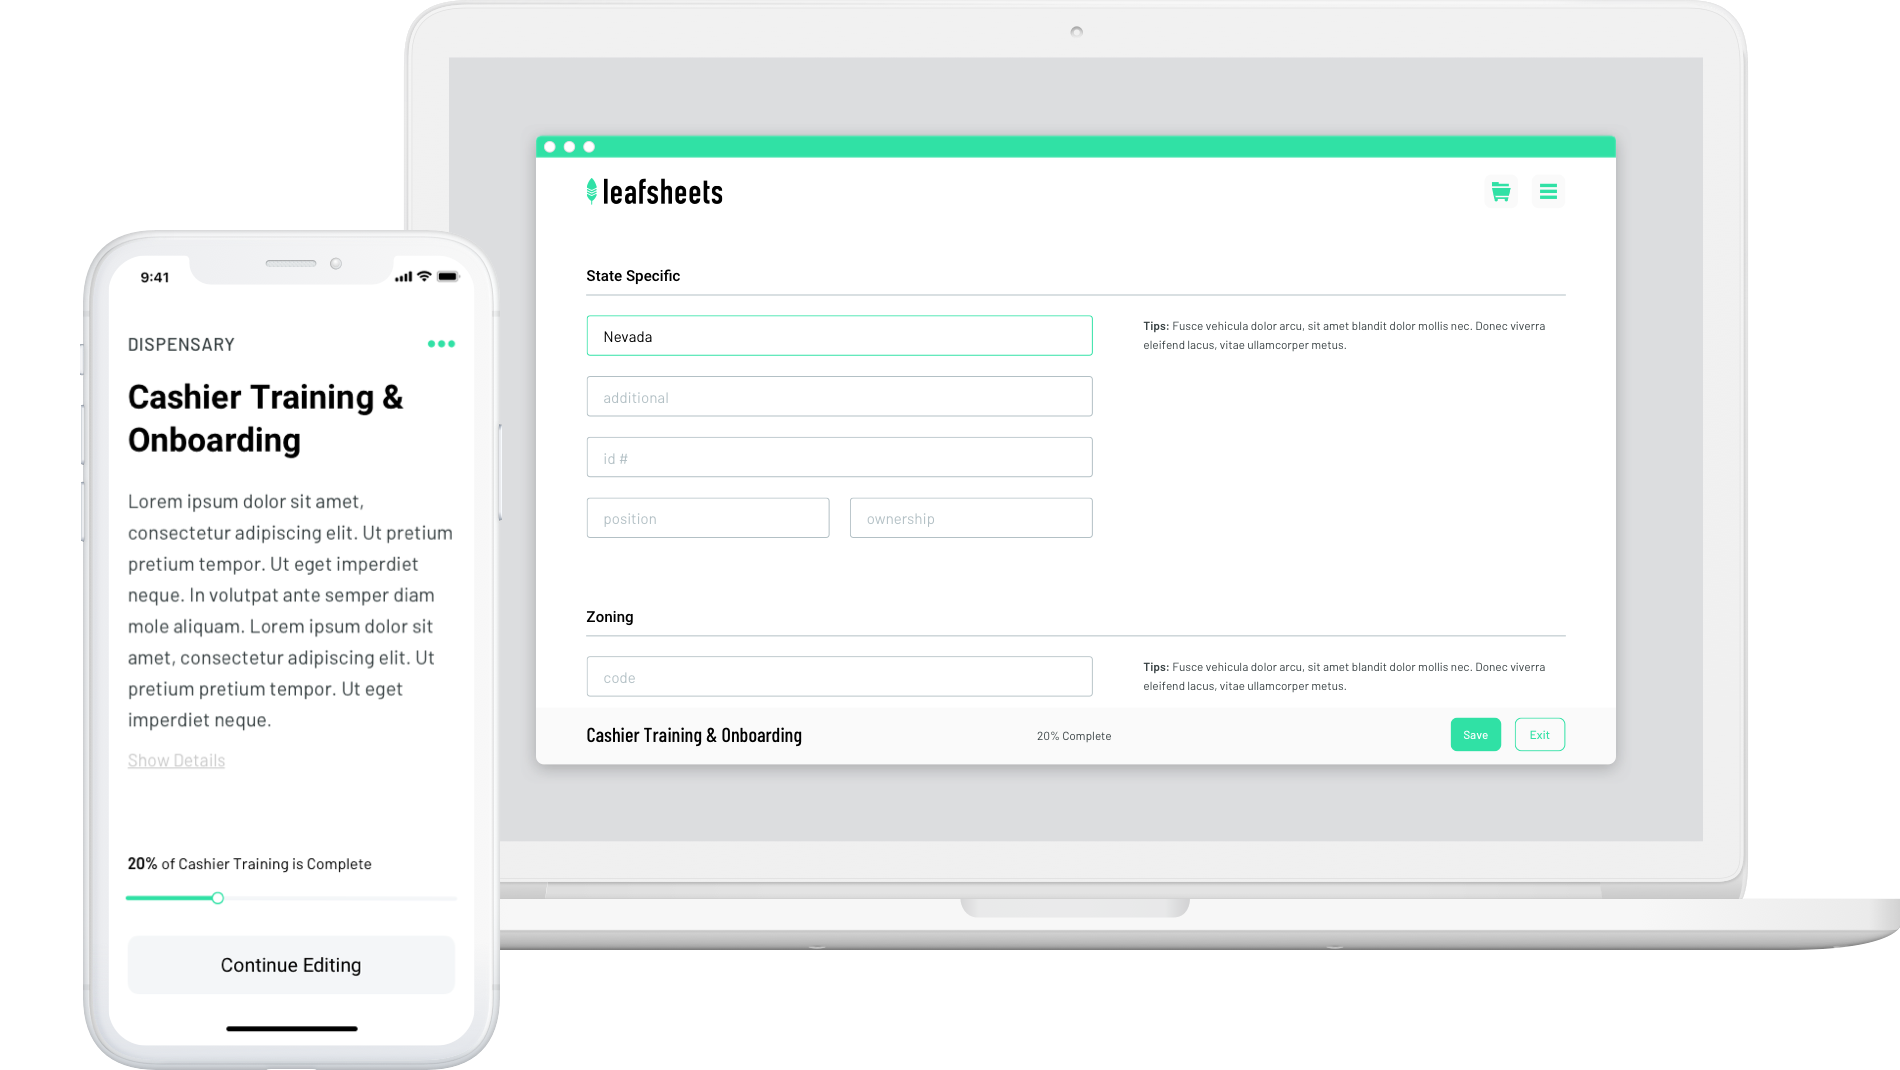 leafsheets
State Specific
Nevada
Tips: Fusce vehicula dolor arcu, sit amet blandit dolor mollis nec. Donec viverra
eleifend lacus, vitae ullamcorper metus.
additional
id #
position
ownership
Zoning
code
Tips: Fusce vehicula dolor arcu, sit amet blandit dolor mollis nec. Donec viverra
eleifend lacus, vitae ullamcorper metus.
Cashier Training & Onboarding
20% Complete
Save
Exit
9:41
DISPENSARY
Cashier Training &
Onboarding
Lorem ipsum dolor sit amet,
consectetur adipiscing elit. Ut pretium
pretium tempor. Ut eget imperdiet
neque. In volutpat ante semper diam
mole aliquam. Lorem ipsum dolor sit
amet, consectetur adipiscing elit. Ut
pretium pretium tempor. Ut eget
imperdiet neque.
Show Details
20% of Cashier Training is Complete
Continue Editing